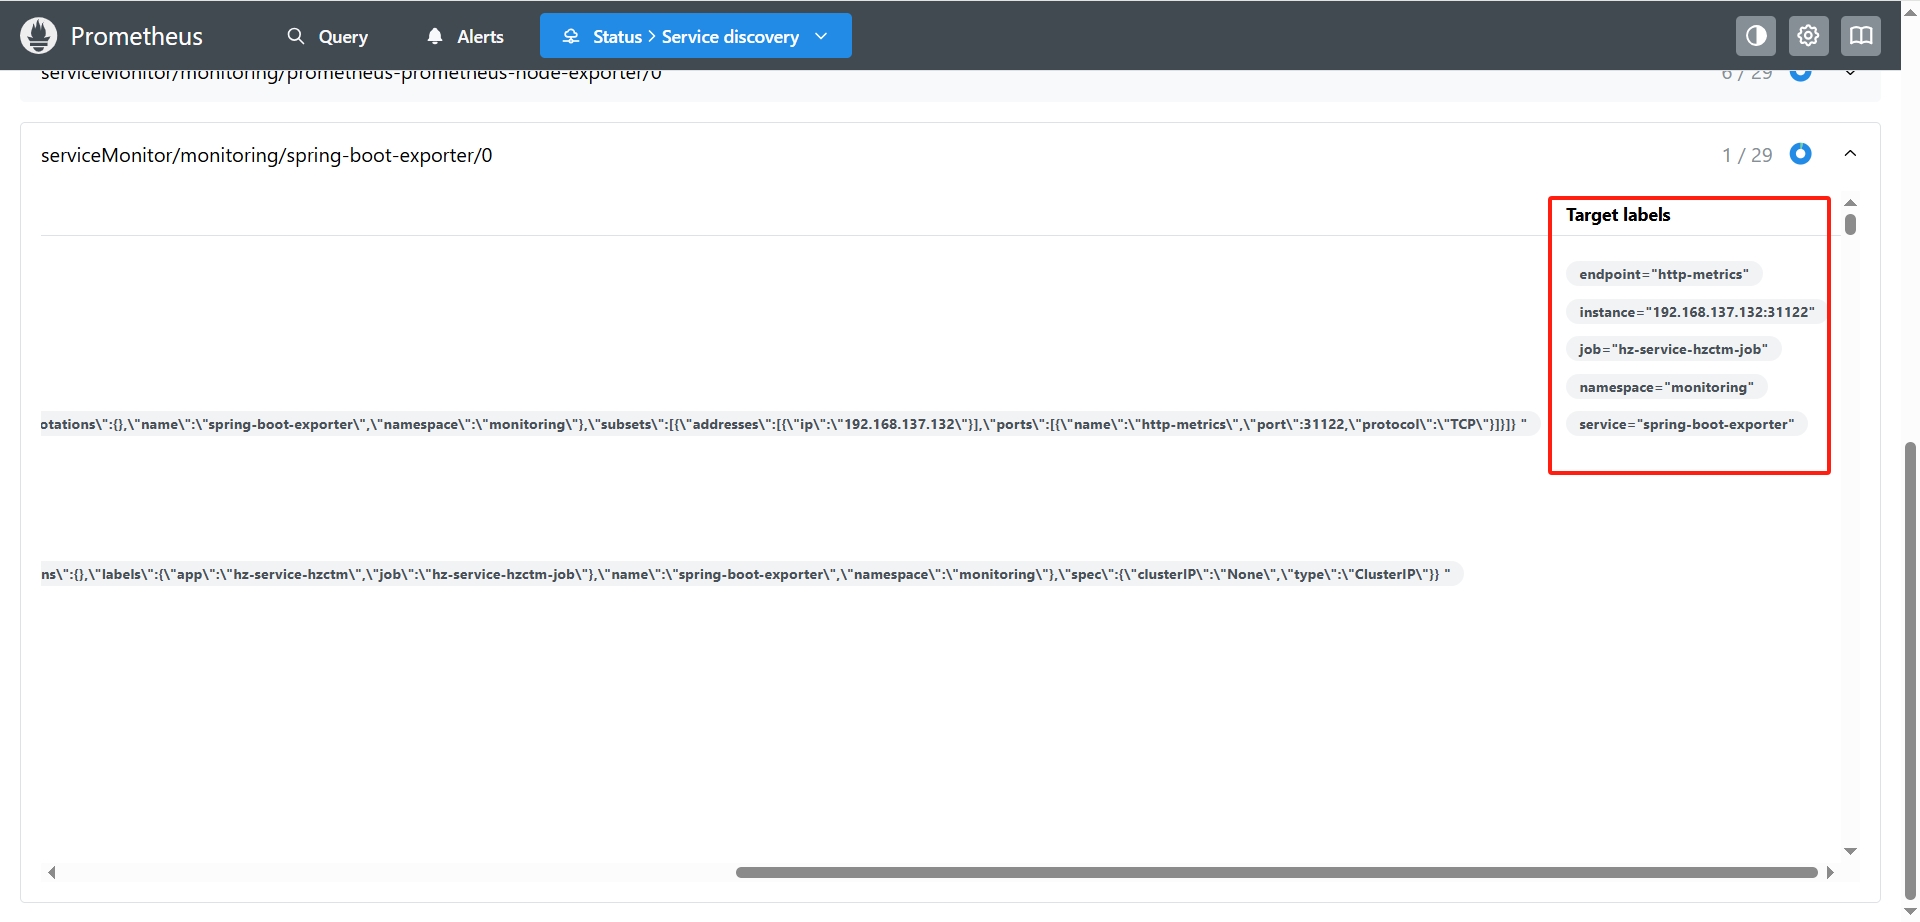 Prometheus
Query
Alerts
Status > Service discovery
serviceMonitor/monitoring/prometheus-prometheus-node-exporter/0
6 / 29
serviceMonitor/monitoring/spring-boot-exporter/0
1 / 29
Target labels
endpoint="http-metrics"
instance="192.168.137.132:31122"
job="hz-service-hzctm-job"
namespace="monitoring"
otations\":{},\"name\":\"spring-boot-exporter\",\"namespace\":\"monitoring\"},\"subsets\":[{\"addresses\":[{\"ip\":\"192.168.137.132\"}],\"ports\":[{\"name\":\"http-metrics\",\"port\":31122,\"protocol\":\"TCP\"}]}]} "
service="spring-boot-exporter"
ns\":{},\"labels\":{\"app\":\"hz-service-hzctm\",\"job\":\"hz-service-hzctm-job\"},\"name\":\"spring-boot-exporter\",\"namespace\":\"monitoring\"},\"spec\":{\"clusterIP\":\"None\",\"type\":\"ClusterIP\"}} "